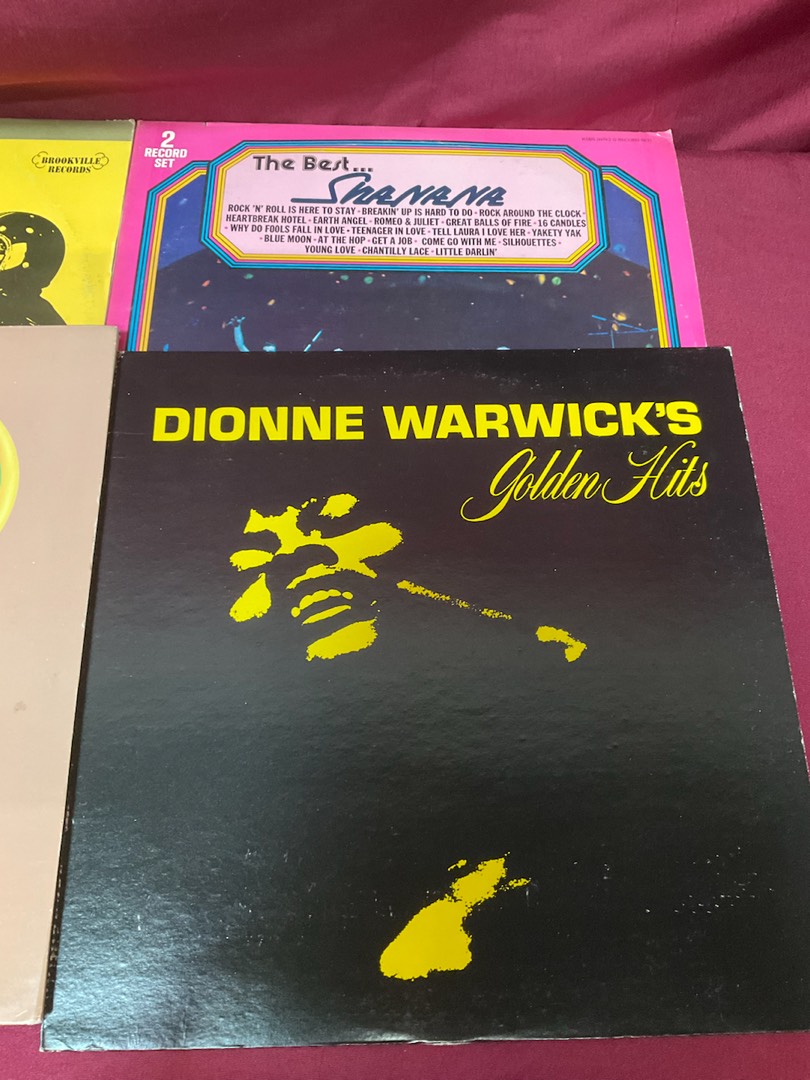 BROOKVILLE
RECORDS
2
RECORD
SET
The Best...
SHANANA
ROCK 'N' ROLL IS HERE TO STAY • BREAKIN' UP IS HARD TO DO • ROCK AROUND THE CLOCK •
HEARTBREAK HOTEL • EARTH ANGEL • ROMEO & JULIET • GREAT BALLS OF FIRE • 16 CANDLES
• WHY DO FOOLS FALL IN LOVE • TEENAGER IN LOVE • TELL LAURA I LOVE HER • YAKETY YAK
• BLUE MOON • AT THE HOP • GET A JOB • COME GO WITH ME • SILHOUETTES •
YOUNG LOVE • CHANTILLY LACE • LITTLE DARLIN'
DIONNE WARWICK'S
Golden Hits